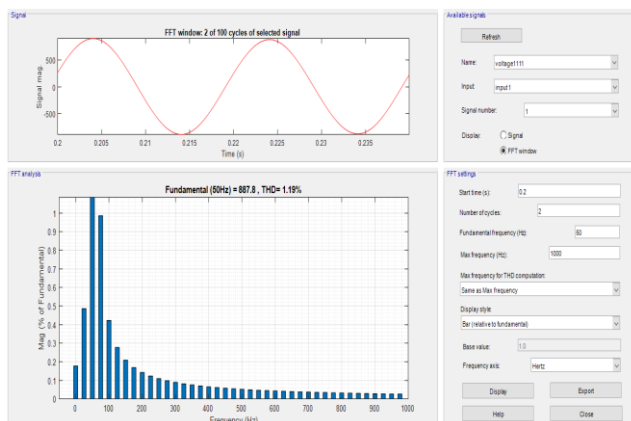 Signal
FFT window: 2 of 100 cycles of selected signal
Signal mag.
500
0
-500
0.2
0.205
0.21
0.215
0.22
0.225
0.23
0.235
Time (s)
FFT analysis
Fundamental (50Hz) = 887.8 , THD= 1.19%
Mag (% of Fundamental)
1
0.9
0.8
0.7
0.6
0.5
0.4
0.3
0.2
0.1
0
0
100
200
300
400
500
600
700
800
900
1000
Frequency (Hz)
Available signals
Refresh
Name:
voltage1111
Input:
input 1
Signal number:
1
Display:
Signal
FFT window
FFT settings
Start time (s):
0.2
Number of cycles:
2
Fundamental frequency (Hz):
Max frequency (Hz):
1000
Max frequency for THD computation
Same as Max frequency
Display style:
Bar (relative to fundamental)
Base value:
1.0
Frequency axis:
Hertz
Display
Export
Help
Close